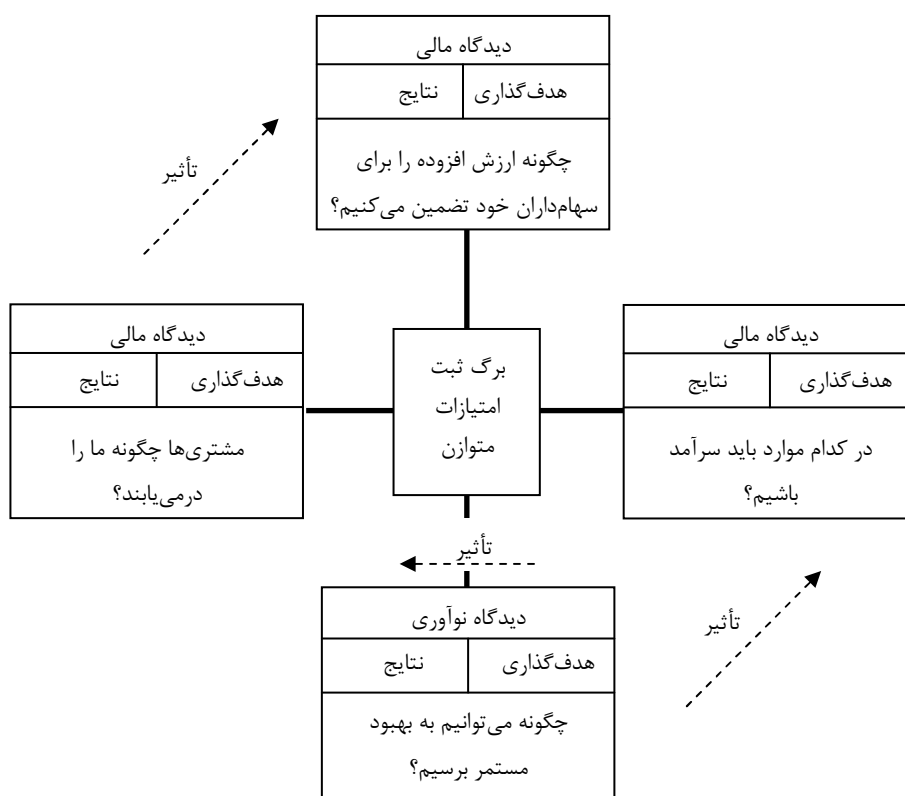 دیدگاه مالی
هدف‌گذاری
نتایج
چگونه ارزش افزوده را برای
سهام‌داران خود تضمین می‌کنیم؟
تأثیر
دیدگاه مالی
هدف‌گذاری
نتایج
در کدام موارد باید سرآمد
باشیم؟
برگ ثبت
امتیازات
متوازن
دیدگاه مالی
هدف‌گذاری
نتایج
مشتری‌ها چگونه ما را
درمی‌یابند؟
تأثیر
دیدگاه نوآوری
هدف‌گذاری
نتایج
چگونه می‌توانیم به بهبود
مستمر برسیم؟
تأثیر